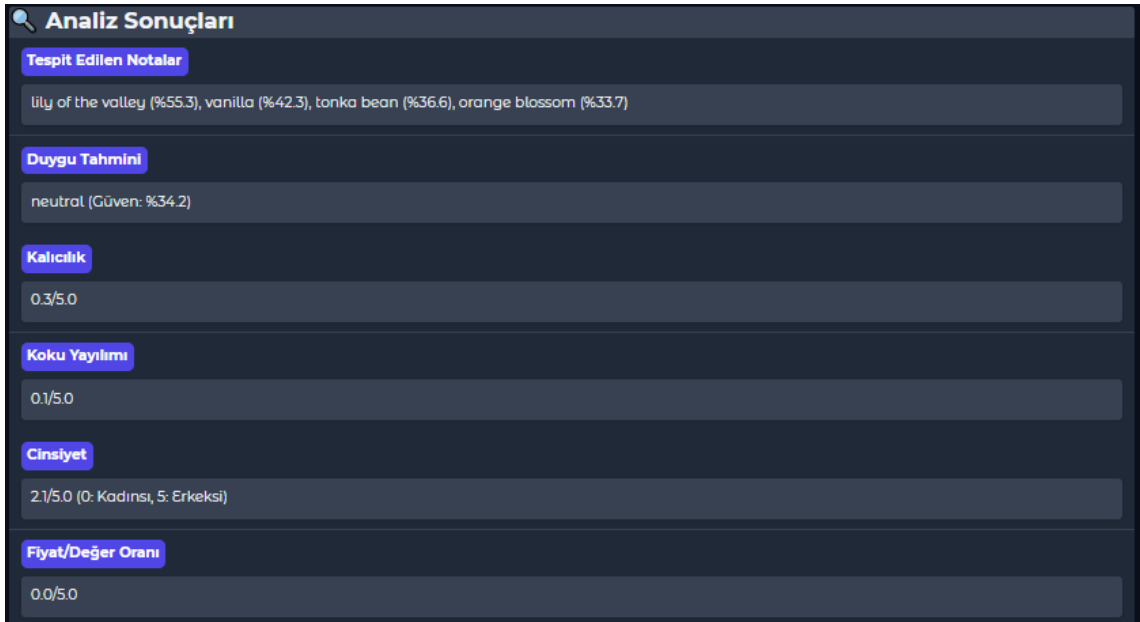 Analiz Sonuçları
Tespit Edilen Notalar
lily of the valley (%55.3), vanilla (%42.3), tonka bean (%36.6), orange blossom (%33.7)
Duygu Tahmini
neutral (Güven: %34.2)
Kalıcılık
0.3/5.0
Koku Yayılımı
0.1/5.0
Cinsiyet
2.1/5.0 (0: Kadınsı, 5: Erkeksi)
Fiyat/Değer Oranı
0.0/5.0